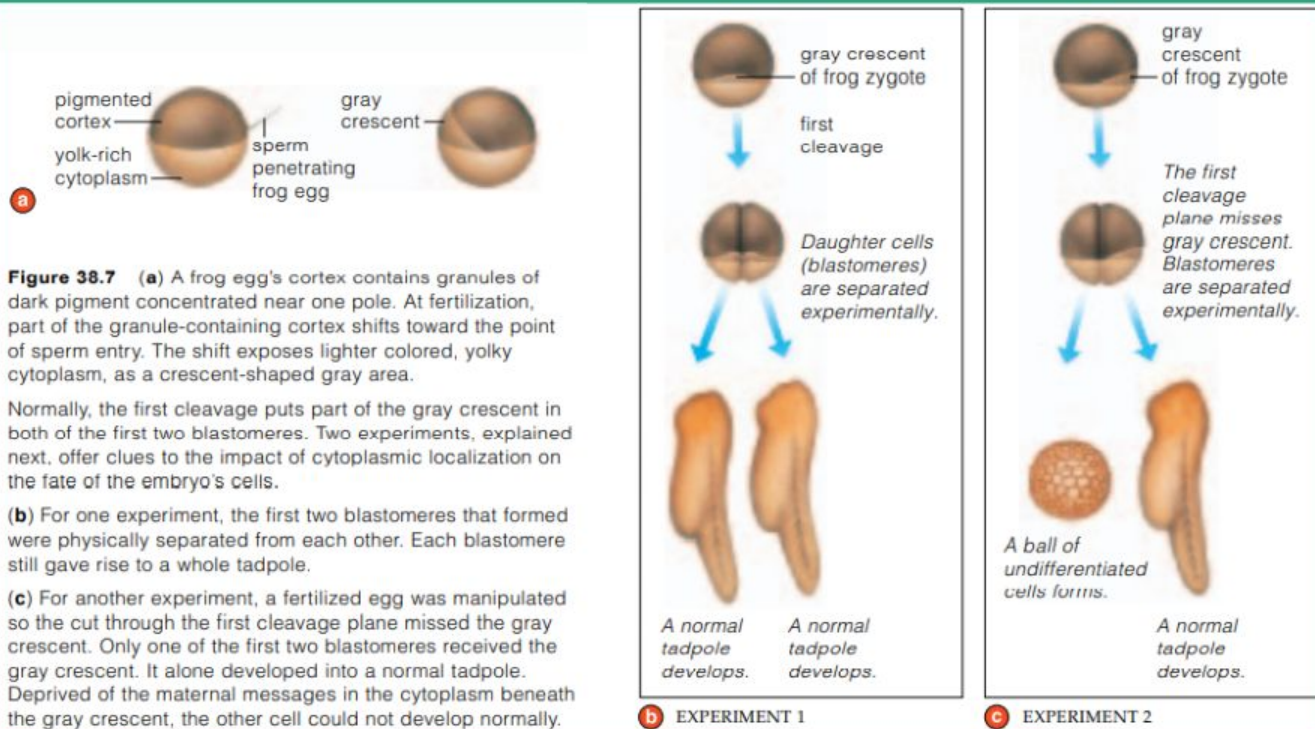 pigmented
cortex
yolk-rich
cytoplasm
sperm
penetrating
frog egg
gray
crescent
a
Figure 38.7 (a) A frog egg's cortex contains granules of
dark pigment concentrated near one pole. At fertilization,
part of the granule-containing cortex shifts toward the point
of sperm entry. The shift exposes lighter colored, yolky
cytoplasm, as a crescent-shaped gray area.
Normally, the first cleavage puts part of the gray crescent in
both of the first two blastomeres. Two experiments, explained
next, offer clues to the impact of cytoplasmic localization on
the fate of the embryo's cells.
(b) For one experiment, the first two blastomeres that formed
were physically separated from each other. Each blastomere
still gave rise to a whole tadpole.
(c) For another experiment, a fertilized egg was manipulated
so the cut through the first cleavage plane missed the gray
crescent. Only one of the first two blastomeres received the
gray crescent. It alone developed into a normal tadpole.
Deprived of the maternal messages in the cytoplasm beneath
the gray crescent, the other cell could not develop normally.
gray crescent
of frog zygote
first
cleavage
Daughter cells
(blastomeres)
are separated
experimentally.
A normal
tadpole
develops.
A normal
tadpole
develops.
b EXPERIMENT 1
gray
crescent
of frog zygote
The first
cleavage
plane misses
gray crescent.
Blastomeres
are separated
experimentally.
A ball of
undifferentiated
cells forms.
A normal
tadpole
develops.
c EXPERIMENT 2